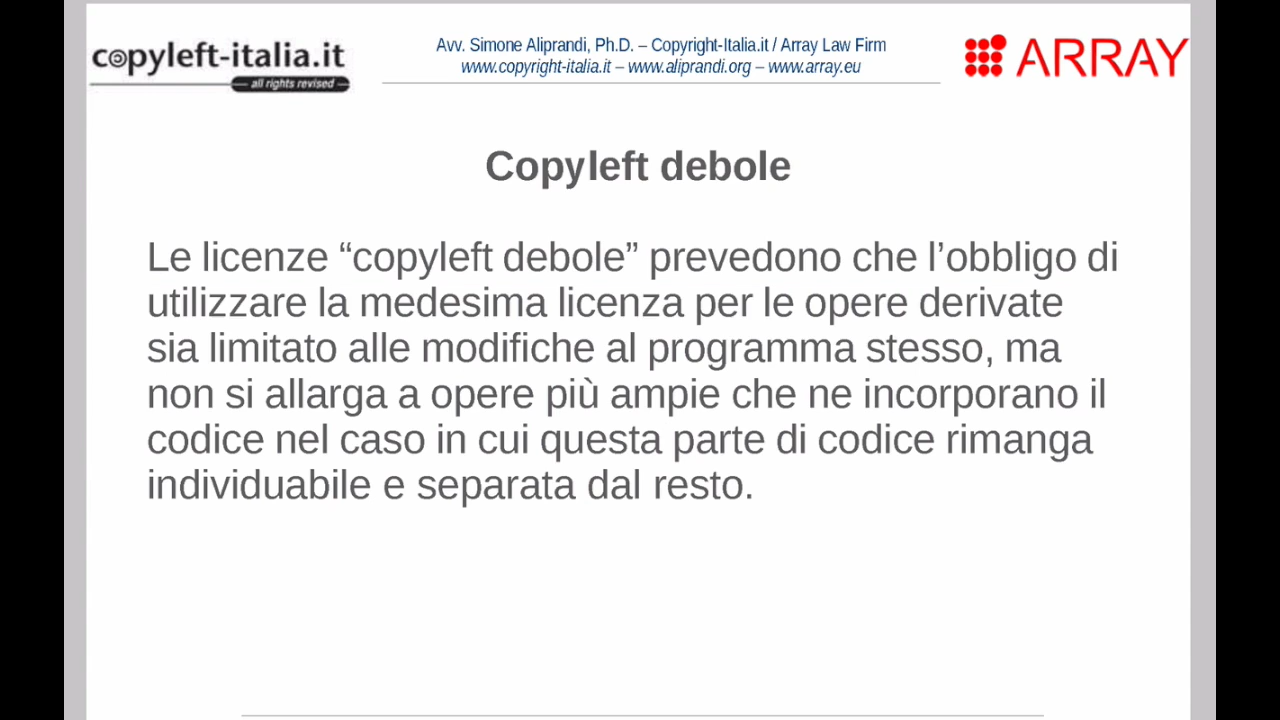 copyleft-italia.it
all rights revised
Avv. Simone Aliprandi, Ph.D. – Copyright-Italia.it / Array Law Firm
www.copyright-italia.it – www.aliprandi.org – www.array.eu
ARRAY
Copyleft debole
Le licenze “copyleft debole” prevedono che l’obbligo di
utilizzare la medesima licenza per le opere derivate
sia limitato alle modifiche al programma stesso, ma
non si allarga a opere più ampie che ne incorporano il
codice nel caso in cui questa parte di codice rimanga
individuabile e separata dal resto.